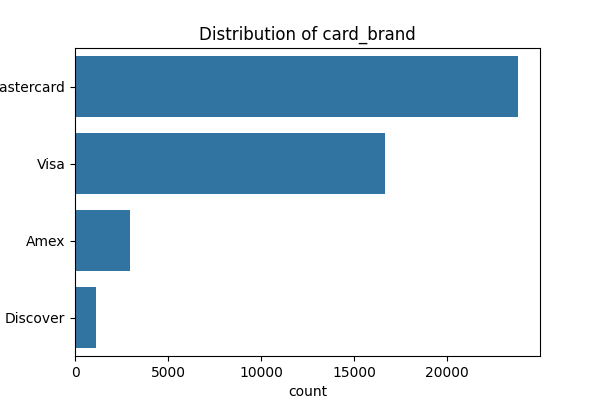 Distribution of card_brand
astercard
Visa
Amex
Discover
0 5000 10000 15000 20000
count